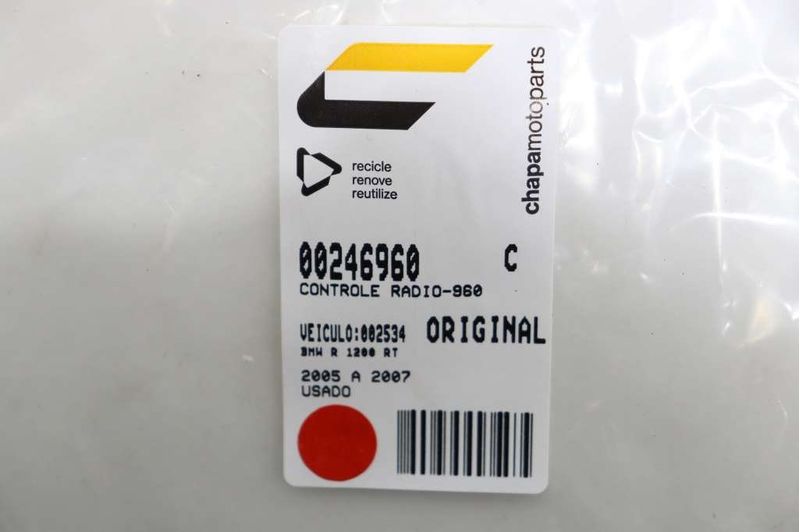 chapamotoparts
recicle
renove
reutilize
00246960 C
CONTROLE RADIO-960
VEICULO:002534 ORIGINAL
BMW R 1200 RT
2005 A 2007
USADO